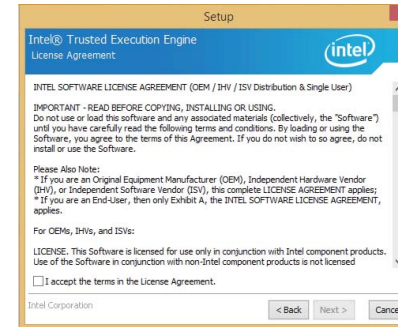 Setup
Intel® Trusted Execution Engine
License Agreement
intel
INTEL SOFTWARE LICENSE AGREEMENT (OEM / IHV / ISV Distribution & Single User)
IMPORTANT - READ BEFORE COPYING, INSTALLING OR USING.
Do not use or load this software and any associated materials (collectively, the "Software")
until you have carefully read the following terms and conditions. By loading or using the
Software, you agree to the terms of this Agreement. If you do not wish to so agree, do not
install or use the Software.
Please Also Note:
* If you are an Original Equipment Manufacturer (OEM), Independent Hardware Vendor
(IHV), or Independent Software Vendor (ISV), this complete LICENSE AGREEMENT applies;
* If you are an End-User, then only Exhibit A, the INTEL SOFTWARE LICENSE AGREEMENT,
applies.
For OEMs, IHVs, and ISVs:
LICENSE. This Software is licensed for use only in conjunction with Intel component products.
Use of the Software in conjunction with non-Intel component products is not licensed
I accept the terms in the License Agreement.
Intel Corporation
< Back
Next >
Cance